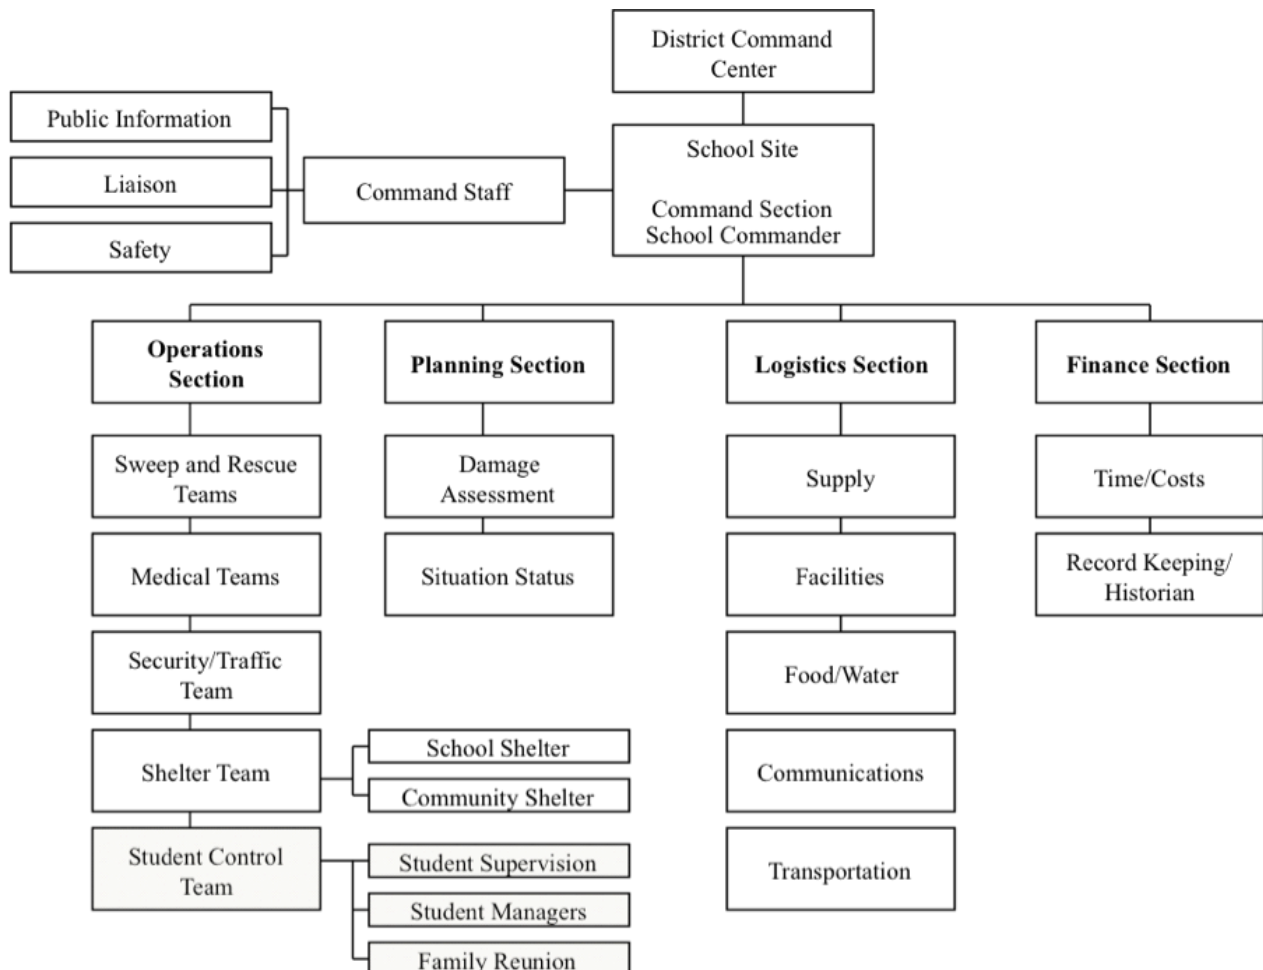 District Command
Center
Public Information
Liaison
Safety
Command Staff
School Site
Command Section
School Commander
Operations
Section
Planning Section
Logistics Section
Finance Section
Sweep and Rescue
Teams
Damage
Assessment
Supply
Time/Costs
Medical Teams
Situation Status
Facilities
Record Keeping/
Historian
Security/Traffic
Team
Food/Water
Shelter Team
School Shelter
Community Shelter
Communications
Student Control
Team
Student Supervision
Student Managers
Family Reunion
Transportation